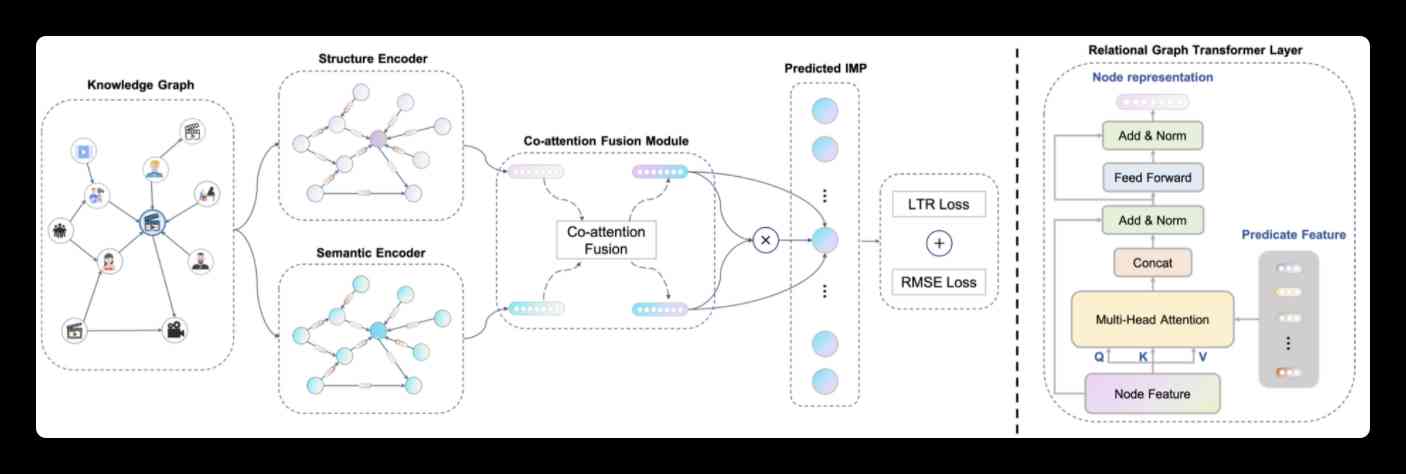 Knowledge Graph
Structure Encoder
Semantic Encoder
Co-attention Fusion Module
Co-attention
Fusion
Predicted IMP
×
LTR Loss
+
RMSE Loss
Relational Graph Transformer Layer
Node representation
Add & Norm
Feed Forward
Add & Norm
Concat
Multi-Head Attention
Q K V
Node Feature
Predicate Feature